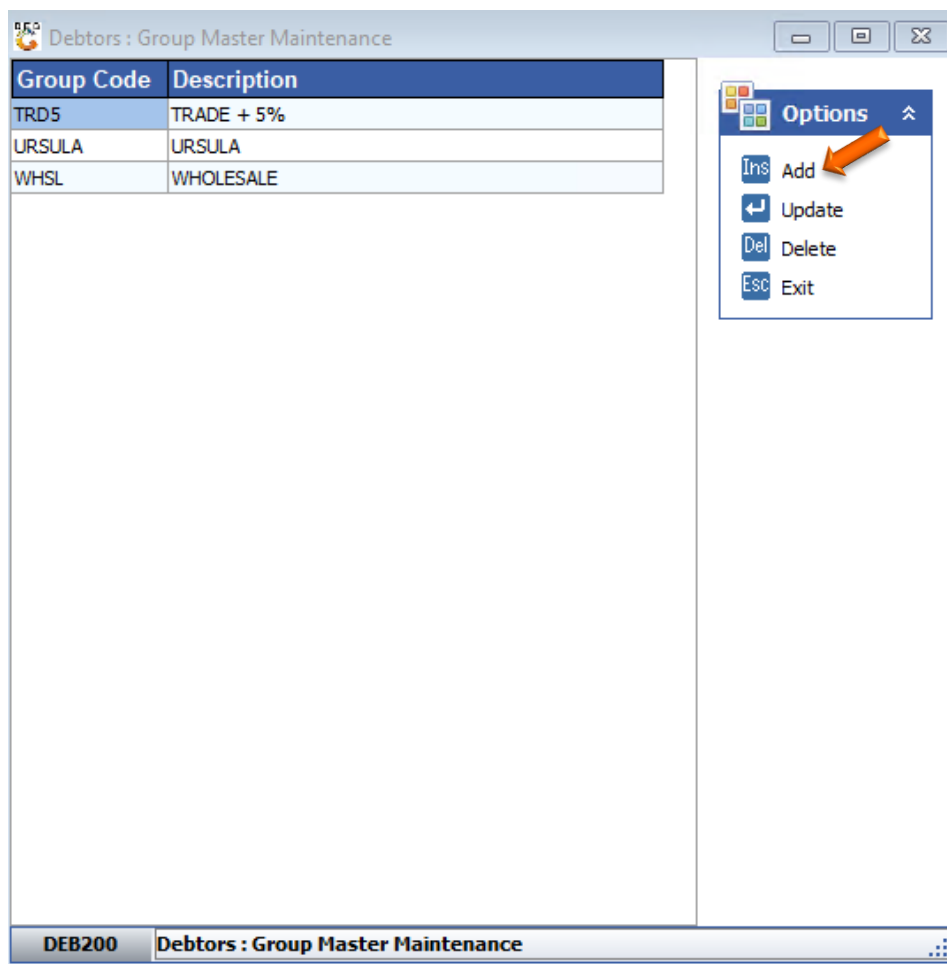 Debtors : Group Master Maintenance
Group Code Description
TRD5 TRADE + 5%
URSULA URSULA
WHSL WHOLESALE
Options
Ins Add
Update
Del Delete
Esc Exit
DEB200 Debtors : Group Master Maintenance